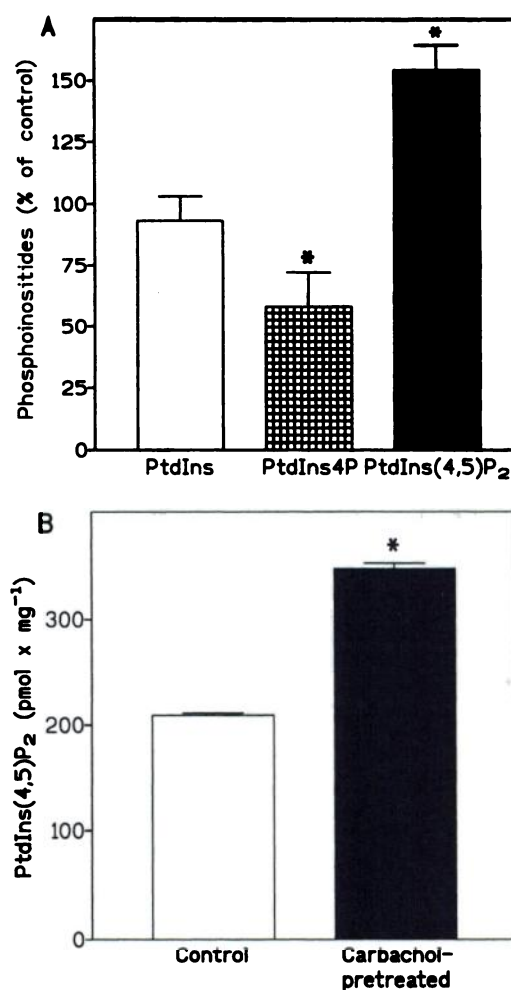 A
Phosphoinositides (% of control)
150
125
100
75
50
25
0
*
*
PtdIns PtdIns4P PtdIns(4,5)P₂
B
PtdIns(4,5)P₂ (pmol x mg⁻¹)
300
200
100
0
*
Control Carbachol-
pretreated